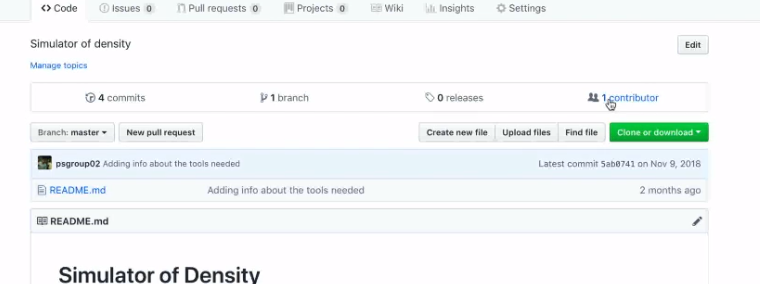 Code Issues 0 Pull requests 0 Projects 0 Wiki Insights Settings
Simulator of density Edit
Manage topics
4 commits 1 branch 0 releases 1 contributor
Branch: master New pull request Create new file Upload files Find file Clone or download
psgroup02 Adding info about the tools needed Latest commit 5ab0741 on Nov 9, 2018
README.md Adding info about the tools needed 2 months ago
README.md
Simulator of Density